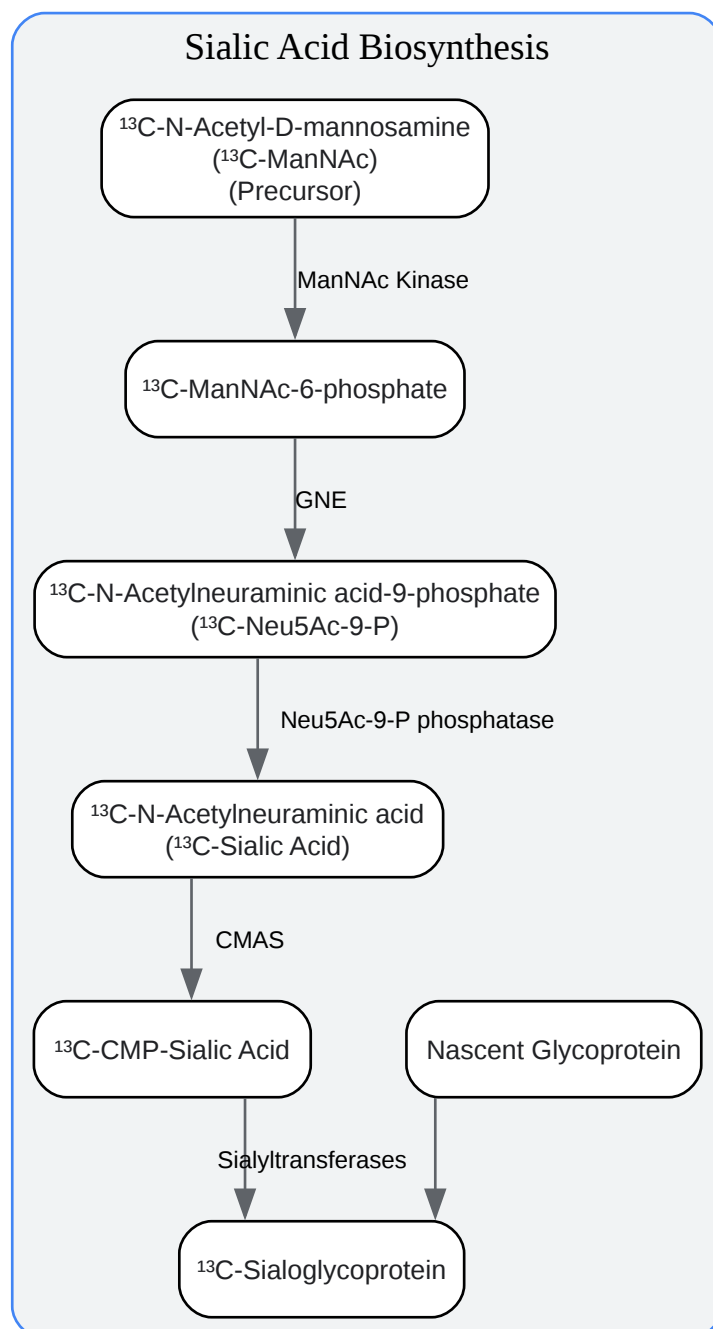 Sialic Acid Biosynthesis
¹³C-N-Acetyl-D-mannosamine
(¹³C-ManNAc)
(Precursor)
ManNAc Kinase
¹³C-ManNAc-6-phosphate
GNE
¹³C-N-Acetylneuraminic acid-9-phosphate
(¹³C-Neu5Ac-9-P)
Neu5Ac-9-P phosphatase
¹³C-N-Acetylneuraminic acid
(¹³C-Sialic Acid)
CMAS
¹³C-CMP-Sialic Acid
Nascent Glycoprotein
Sialyltransferases
¹³C-Sialoglycoprotein